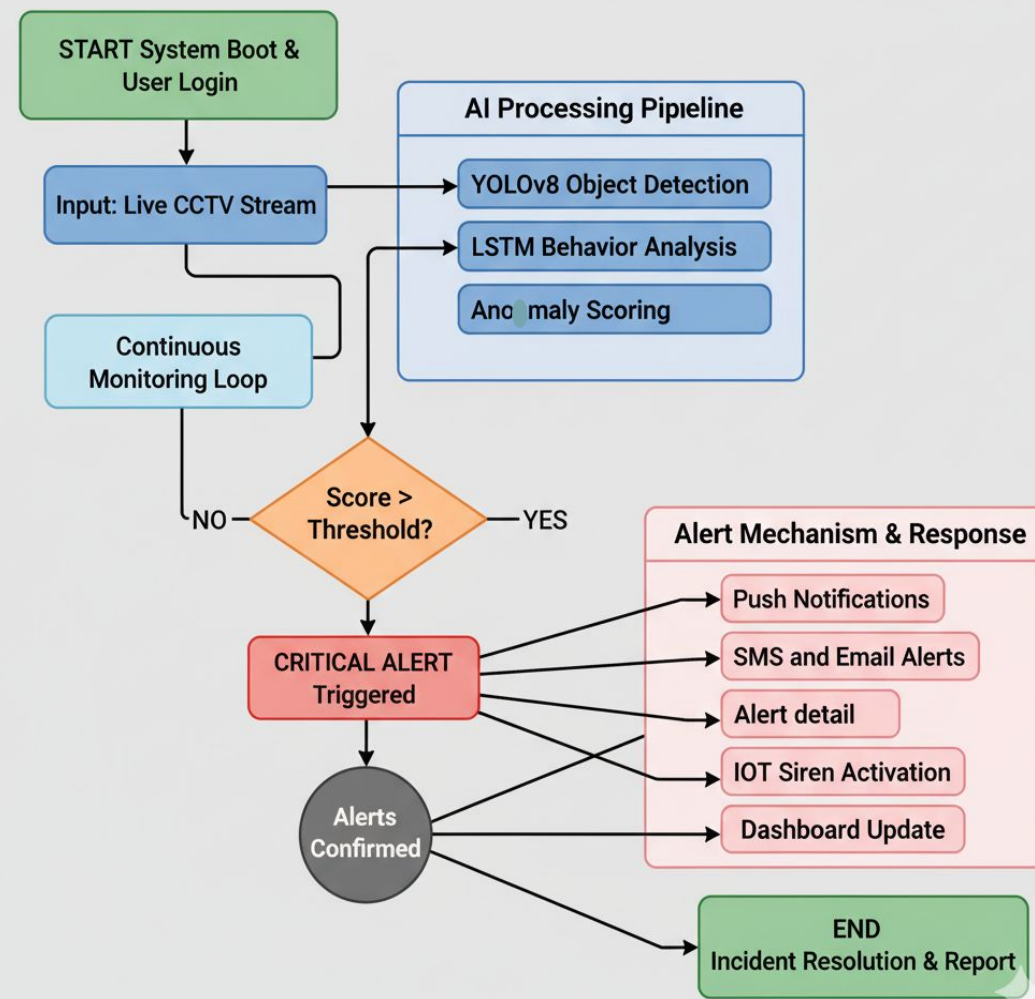 START System Boot &
User Login
AI Processing Pipeline
Input: Live CCTV Stream
YOLOv8 Object Detection
LSTM Behavior Analysis
Anomaly Scoring
Continuous
Monitoring Loop
Score >
Threshold?
NO
YES
Alert Mechanism & Response
Push Notifications
SMS and Email Alerts
Alert detail
IOT Siren Activation
Dashboard Update
CRITICAL ALERT
Triggered
Alerts
Confirmed
END
Incident Resolution & Report